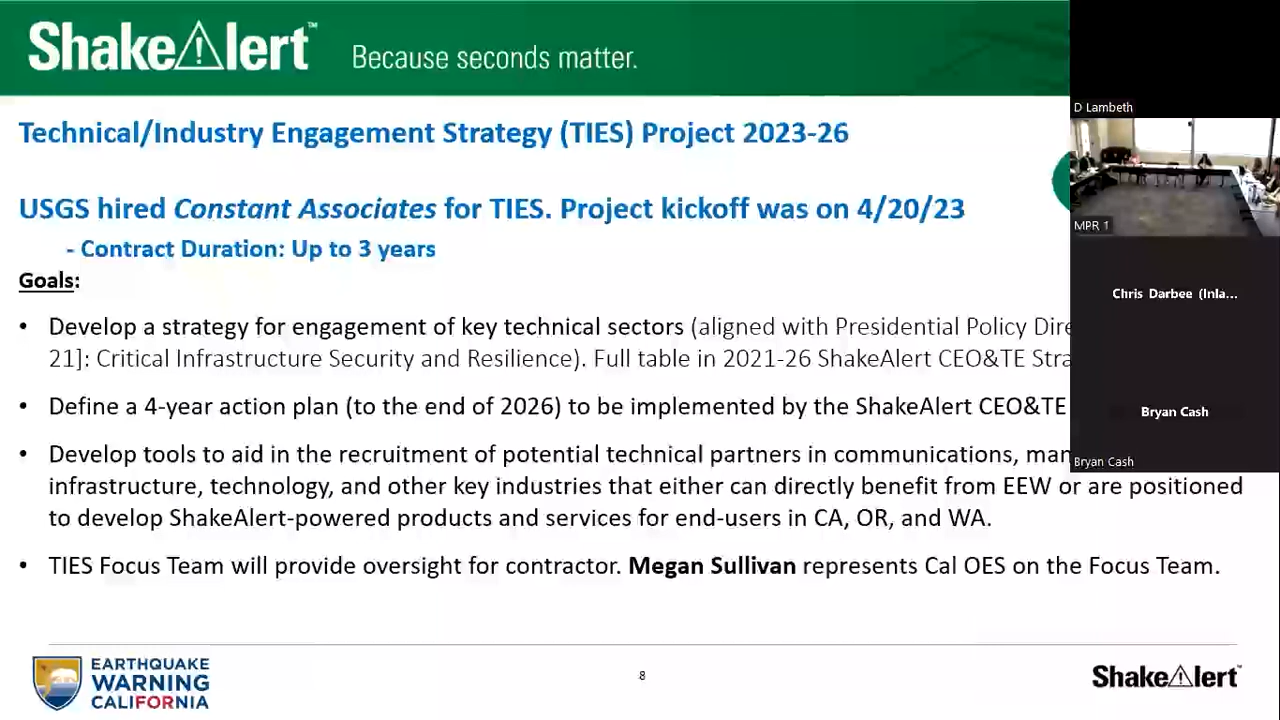 ShakeAlert™ Because seconds matter.
Technical/Industry Engagement Strategy (TIES) Project 2023-26
USGS hired Constant Associates for TIES. Project kickoff was on 4/20/23
- Contract Duration: Up to 3 years
Goals:
• Develop a strategy for engagement of key technical sectors (aligned with Presidential Policy
21]: Critical Infrastructure Security and Resilience). Full table in 2021-26 ShakeAlert CEO&TE
• Define a 4-year action plan (to the end of 2026) to be implemented by the ShakeAlert CEO&TE
• Develop tools to aid in the recruitment of potential technical partners in communications,
infrastructure, technology, and other key industries that either can directly benefit from EEW or are positioned
to develop ShakeAlert-powered products and services for end-users in CA, OR, and WA.
• TIES Focus Team will provide oversight for contractor. Megan Sullivan represents Cal OES on the Focus Team.
EARTHQUAKE
WARNING
CALIFORNIA
8
ShakeAlert™
D Lambeth
MPR 1
Chris Darbee (Inla...
Bryan Cash
Bryan Cash